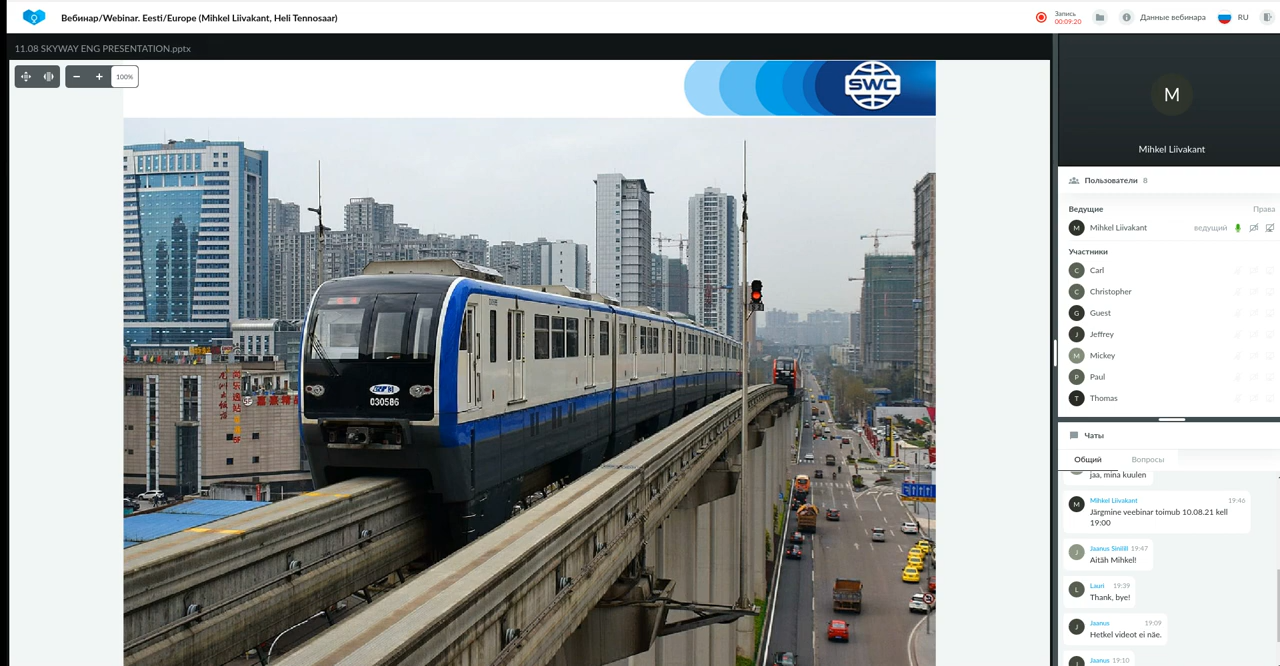 Вебинар/Webinar. Eesti/Europe (Mihkel Liivakant, Heli Tennosaar)
Запись
00:09:20
Данные вебинара
RU
11.08 SKYWAY ENG PRESENTATION.pptx
100%
SWC
030586
M
Mihkel Liivakant
Пользователи 8
Ведущие
Права
M
Mihkel Liivakant
ведущий
Участники
C
Carl
C
Christopher
G
Guest
J
Jeffrey
M
Mickey
P
Paul
T
Thomas
Чаты
Общий
Вопросы
jaa, mina kuulen
M
Mihkel Liivakant 19:46
Järgmine veebinar toimub 10.08.21 kell
19:00
J
Jaanus Siniäll 19:47
Aitäh Mihkel!
L
Lauri 19:39
Thank, bye!
J
Jaanus 19:09
Hetkel videot ei näe.
J
Jaanus 19:10